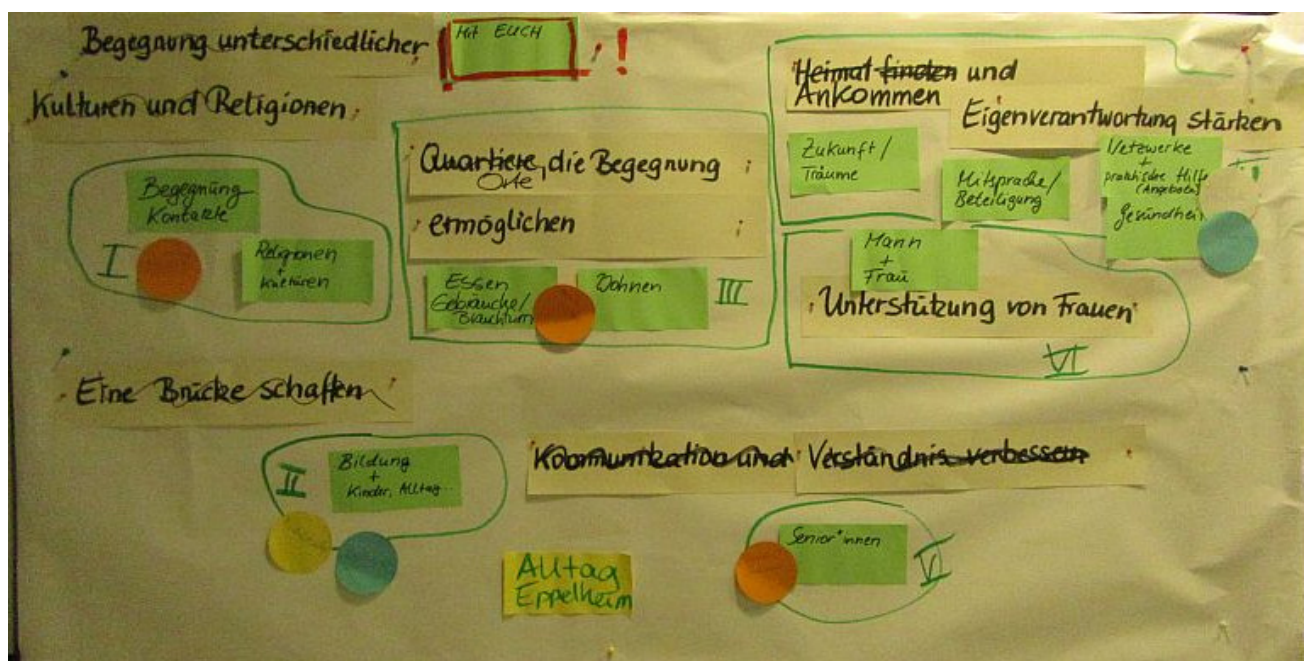 Begegnung unterschiedlicher
Kulturen und Religionen
Mit EUCH
!
I
Begegnung
Kontakte
Religionen
+
Kulturen
Quartiere, die Begegnung
Orte
ermöglichen
Essen
Gebräuche/
Brauchtum
Wohnen
III
Heimat finden und
Ankommen
Eigenverantwortung stärken
Zukunft/
Träume
Mitsprache/
Beteiligung
Netzwerke
+
praktische Hilfe
(Angebote)
Gesundheit
Mann
+
Frau
Unterstützung von Frauen
VI
Eine Brücke schaffen
II
Bildung
+
Kinder, Alltag...
Kommunikation und Verständnis verbessern
Senior*innen
V
Alltag
Eppelheim